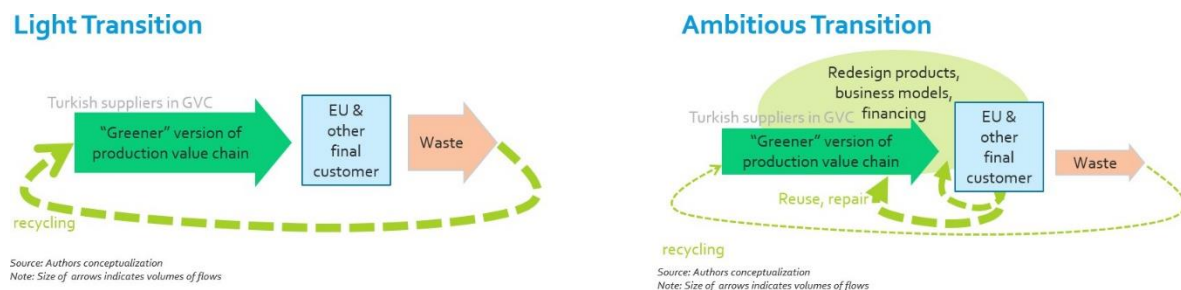 Light Transition
Turkish suppliers in GVC
“Greener” version of
production value chain
EU &
other
final
customer
Waste
recycling
Source: Authors conceptualization
Note: Size of arrows indicates volumes of flows
Ambitious Transition
Redesign products,
business models,
financing
Turkish suppliers in GVC
“Greener” version of
production value chain
EU &
other
final
customer
Waste
Reuse, repair
recycling
Source: Authors conceptualization
Note: Size of arrows indicates volumes of flows